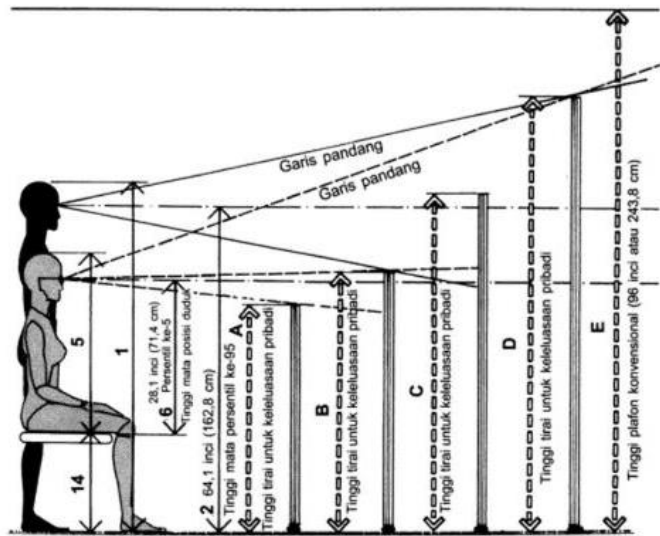 Garis pandang
Garis pandang
5
14
28,1 inci (71,4 cm)
Persentil ke-5
6
Tinggi mata posisi duduk
1
2 64,1 inci (162,8 cm)
Tinggi mata persentil ke-95
A
Tinggi tirai untuk keleluasaan pribadi
B
Tinggi tirai untuk keleluasaan pribadi
C
Tinggi tirai untuk keleluasaan pribadi
D
Tinggi tirai untuk keleluasaan pribadi
E
Tinggi plafon konvensional (96 inci atau 243,8 cm)